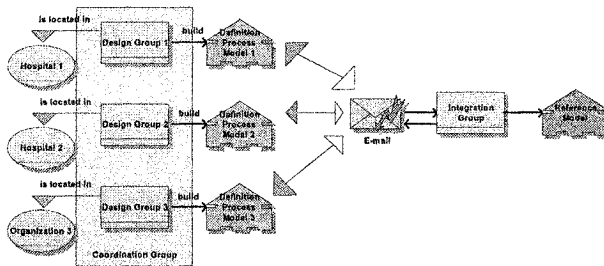 is located in
Design Group 1
build
Definition
Process
Model 1
Hospital 1
is located in
Design Group 2
build
Definition
Process
Model 2
Hospital 2
E-mail
Integration
Group
Reference
Model
is located in
Design Group 3
build
Definition
Process
Model 3
Organization 3
Coordination Group